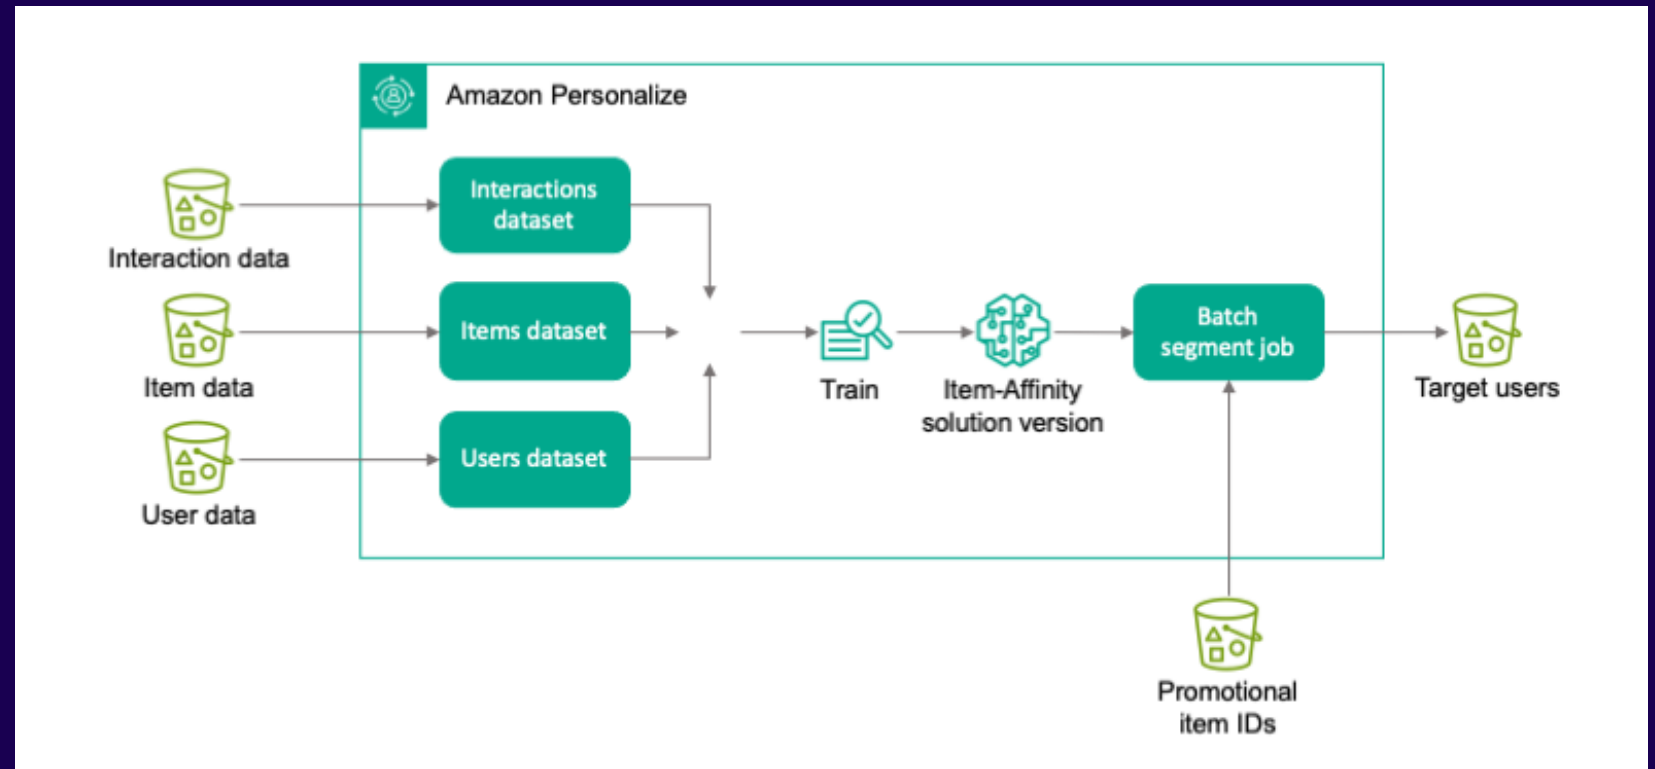 Amazon Personalize
Interaction data
Interactions
dataset
Item data
Items dataset
User data
Users dataset
Train
Item-Affinity
solution version
Batch
segment job
Target users
Promotional
item IDs